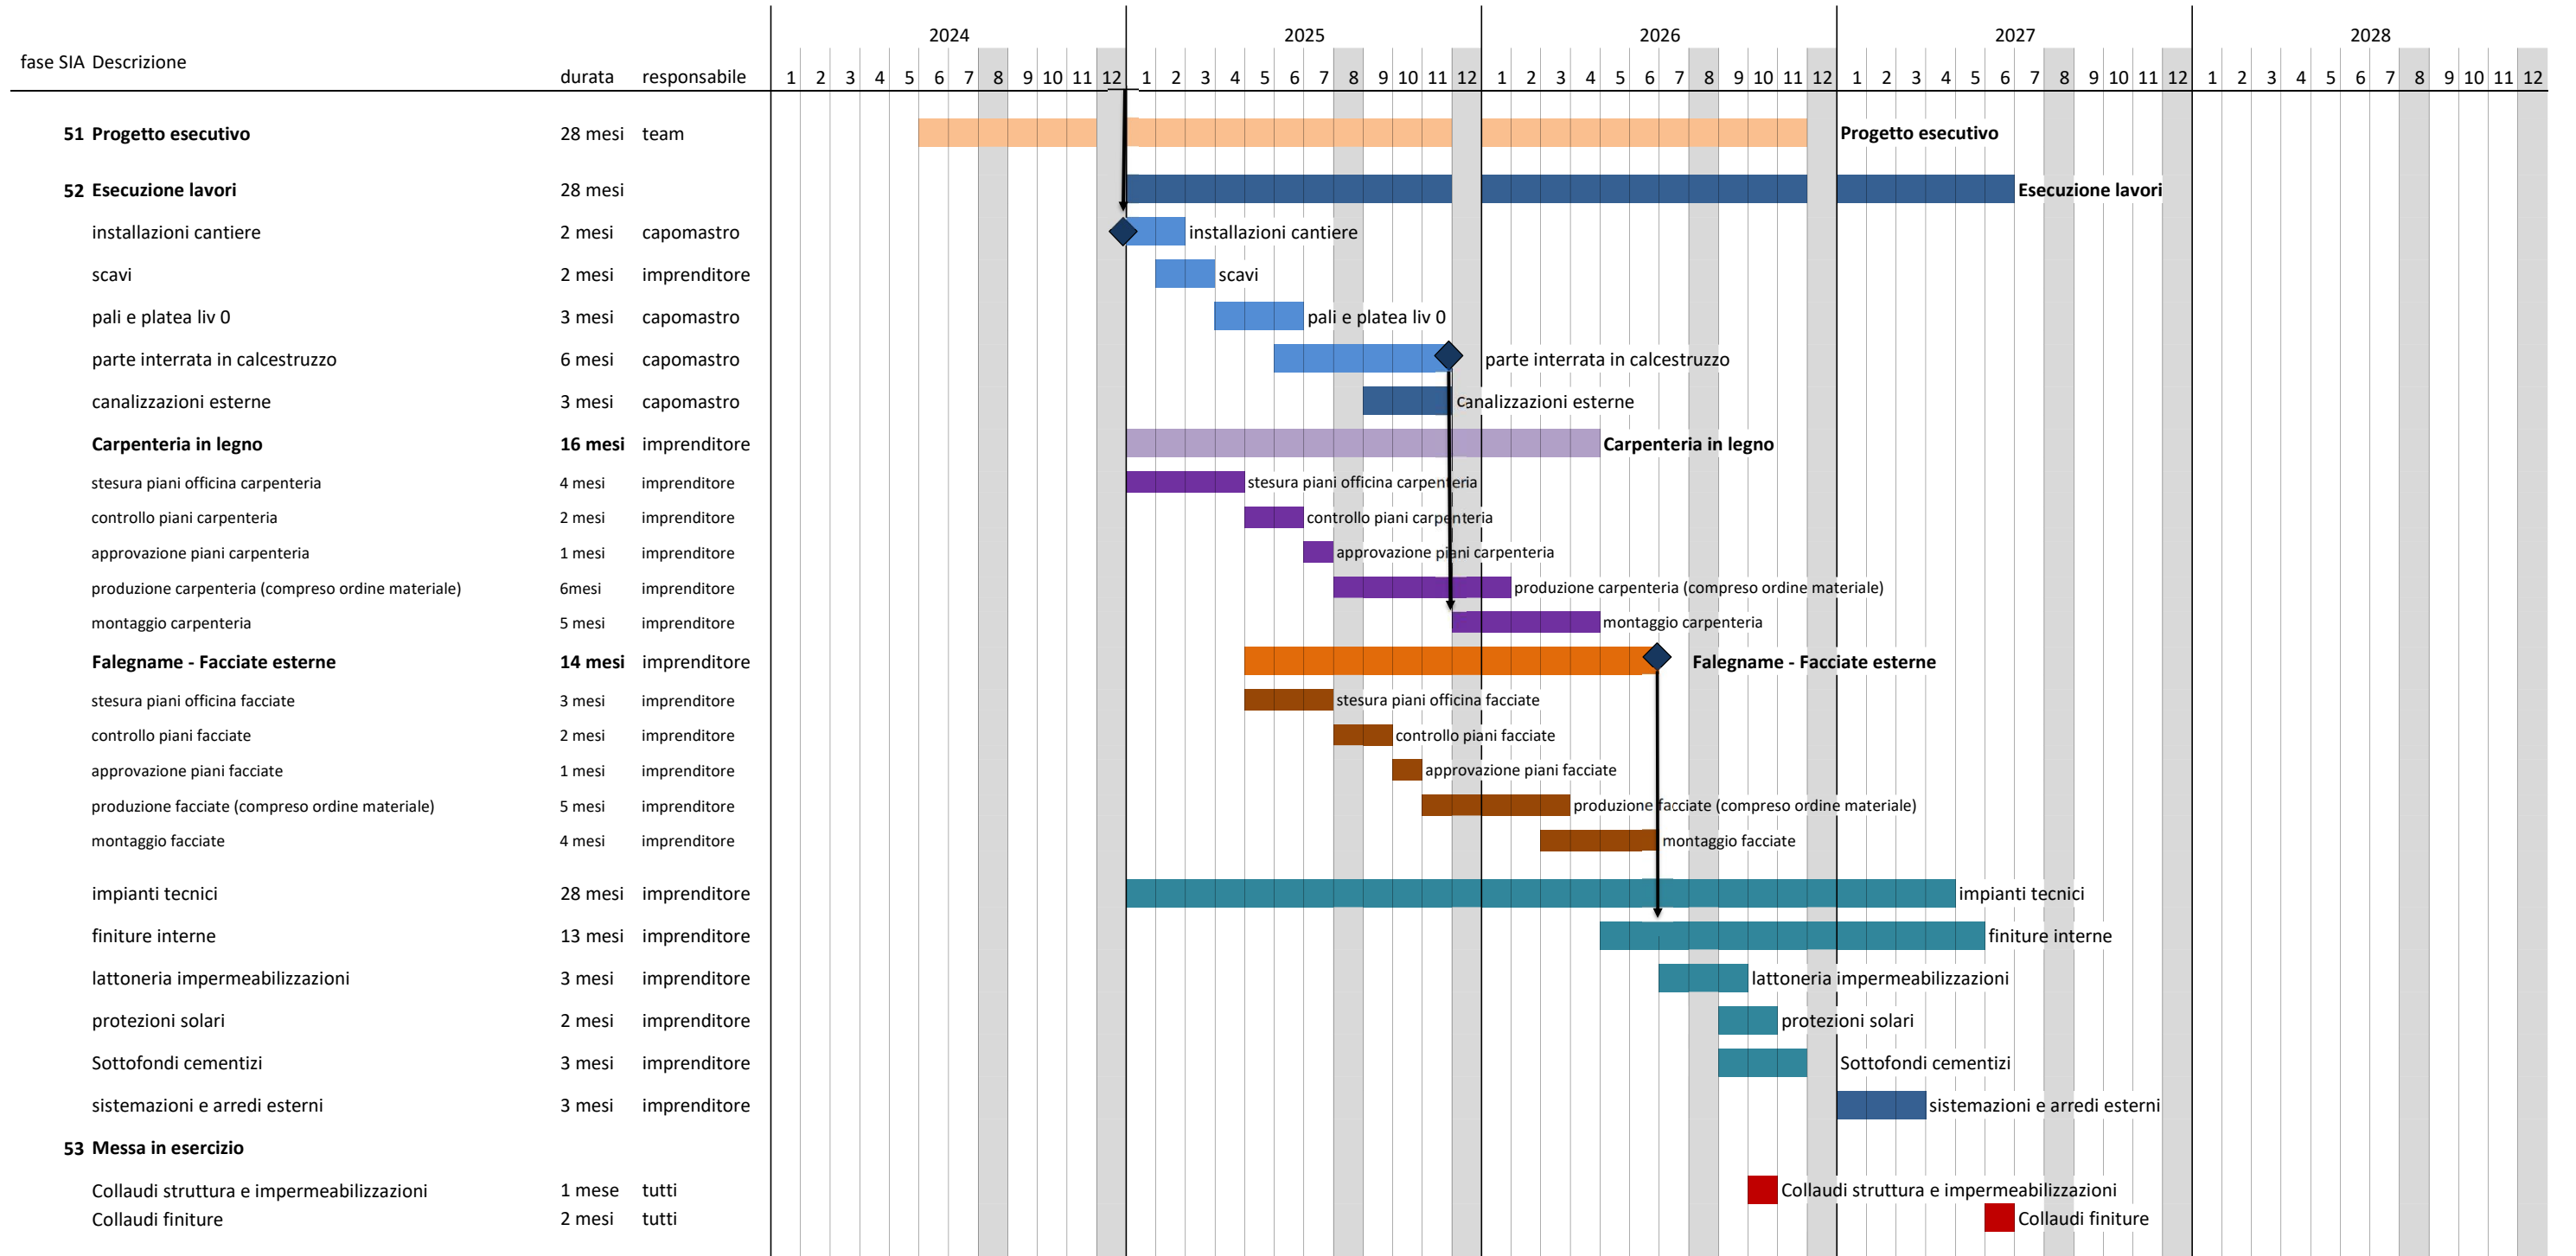 2024 2025 2026 2027 2028
fase SIA Descrizione
durata responsabile 1 2 3 4 5 6 7 8 9 10 11 12 1 2 3 4 5 6 7 8 9 10 11 12 1 2 3 4 5 6 7 8 9 10 11 12 1 2 3 4 5 6 7 8 9 10 11 12 1 2 3 4 5 6 7 8 9 10 11 12
51 Progetto esecutivo 28 mesi team Progetto esecutivo
52 Esecuzione lavori 28 mesi Esecuzione lavori
installazioni cantiere 2 mesi capomastro installazioni cantiere
scavi 2 mesi imprenditore scavi
pali e platea liv 0 3 mesi capomastro pali e platea liv 0
parte interrata in calcestruzzo 6 mesi capomastro parte interrata in calcestruzzo
canalizzazioni esterne 3 mesi capomastro canalizzazioni esterne
Carpenteria in legno 16 mesi imprenditore Carpenteria in legno
stesura piani officina carpenteria 4 mesi imprenditore stesura piani officina carpenteria
controllo piani carpenteria 2 mesi imprenditore controllo piani carpenteria
approvazione piani carpenteria 1 mesi imprenditore approvazione piani carpenteria
produzione carpenteria (compreso ordine materiale) 6mesi imprenditore produzione carpenteria (compreso ordine materiale)
montaggio carpenteria 5 mesi imprenditore montaggio carpenteria
Falegname - Facciate esterne 14 mesi imprenditore Falegname - Facciate esterne
stesura piani officina facciate 3 mesi imprenditore stesura piani officina facciate
controllo piani facciate 2 mesi imprenditore controllo piani facciate
approvazione piani facciate 1 mesi imprenditore approvazione piani facciate
produzione facciate (compreso ordine materiale) 5 mesi imprenditore produzione facciate (compreso ordine materiale)
montaggio facciate 4 mesi imprenditore montaggio facciate
impianti tecnici 28 mesi imprenditore impianti tecnici
finiture interne 13 mesi imprenditore finiture interne
lattoneria impermeabilizzazioni 3 mesi imprenditore lattoneria impermeabilizzazioni
protezioni solari 2 mesi imprenditore protezioni solari
Sottofondi cementizi 3 mesi imprenditore Sottofondi cementizi
sistemazioni e arredi esterni 3 mesi imprenditore sistemazioni e arredi esterni
53 Messa in esercizio
Collaudi struttura e impermeabilizzazioni 1 mese tutti Collaudi struttura e impermeabilizzazioni
Collaudi finiture 2 mesi tutti Collaudi finiture